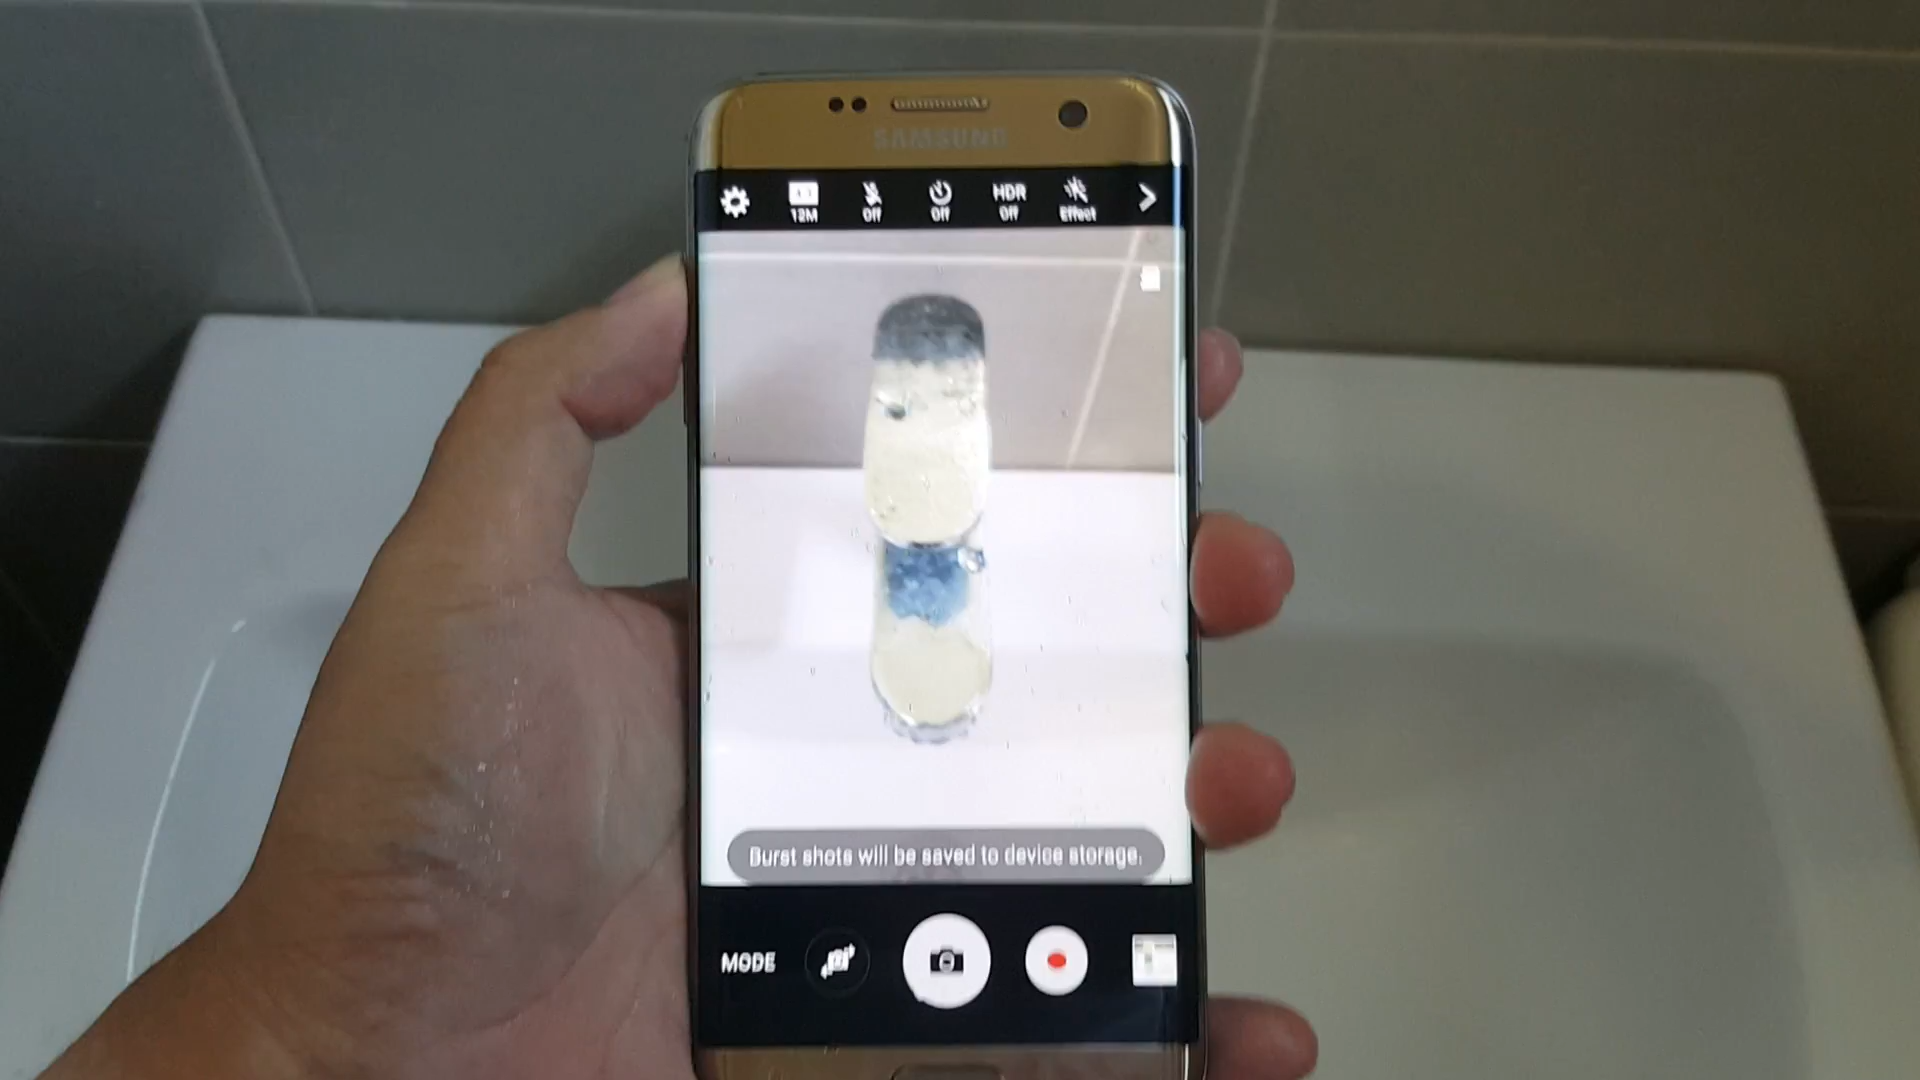 SAMSUNG
12M
Off
Off
HDR
Off
Effect
Burst shots will be saved to device storage.
MODE